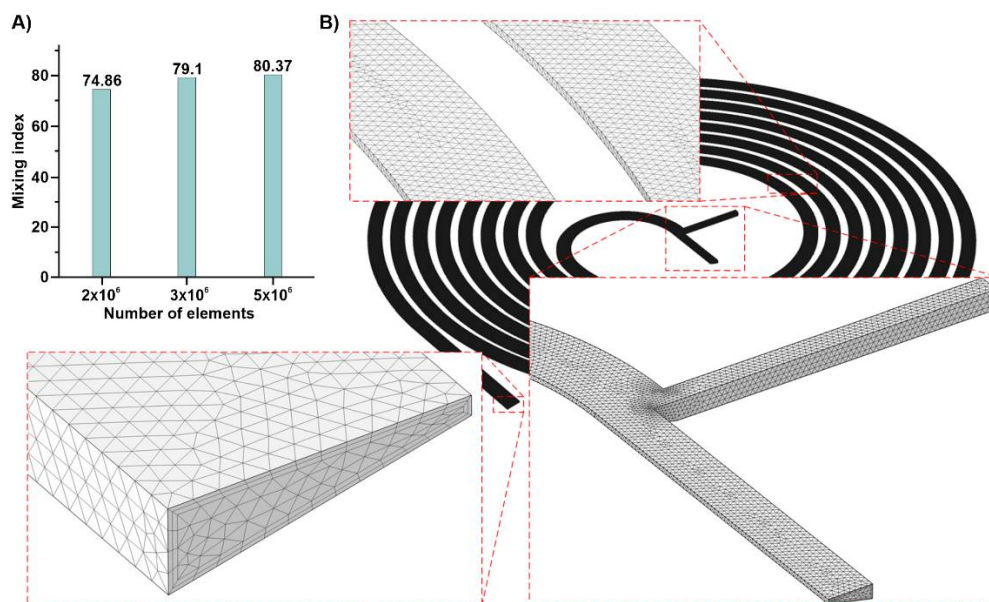 A)
B)
80
60
40
20
0
Mixing index
74.86
79.1
80.37
2x10⁶
3x10⁶
5x10⁶
Number of elements